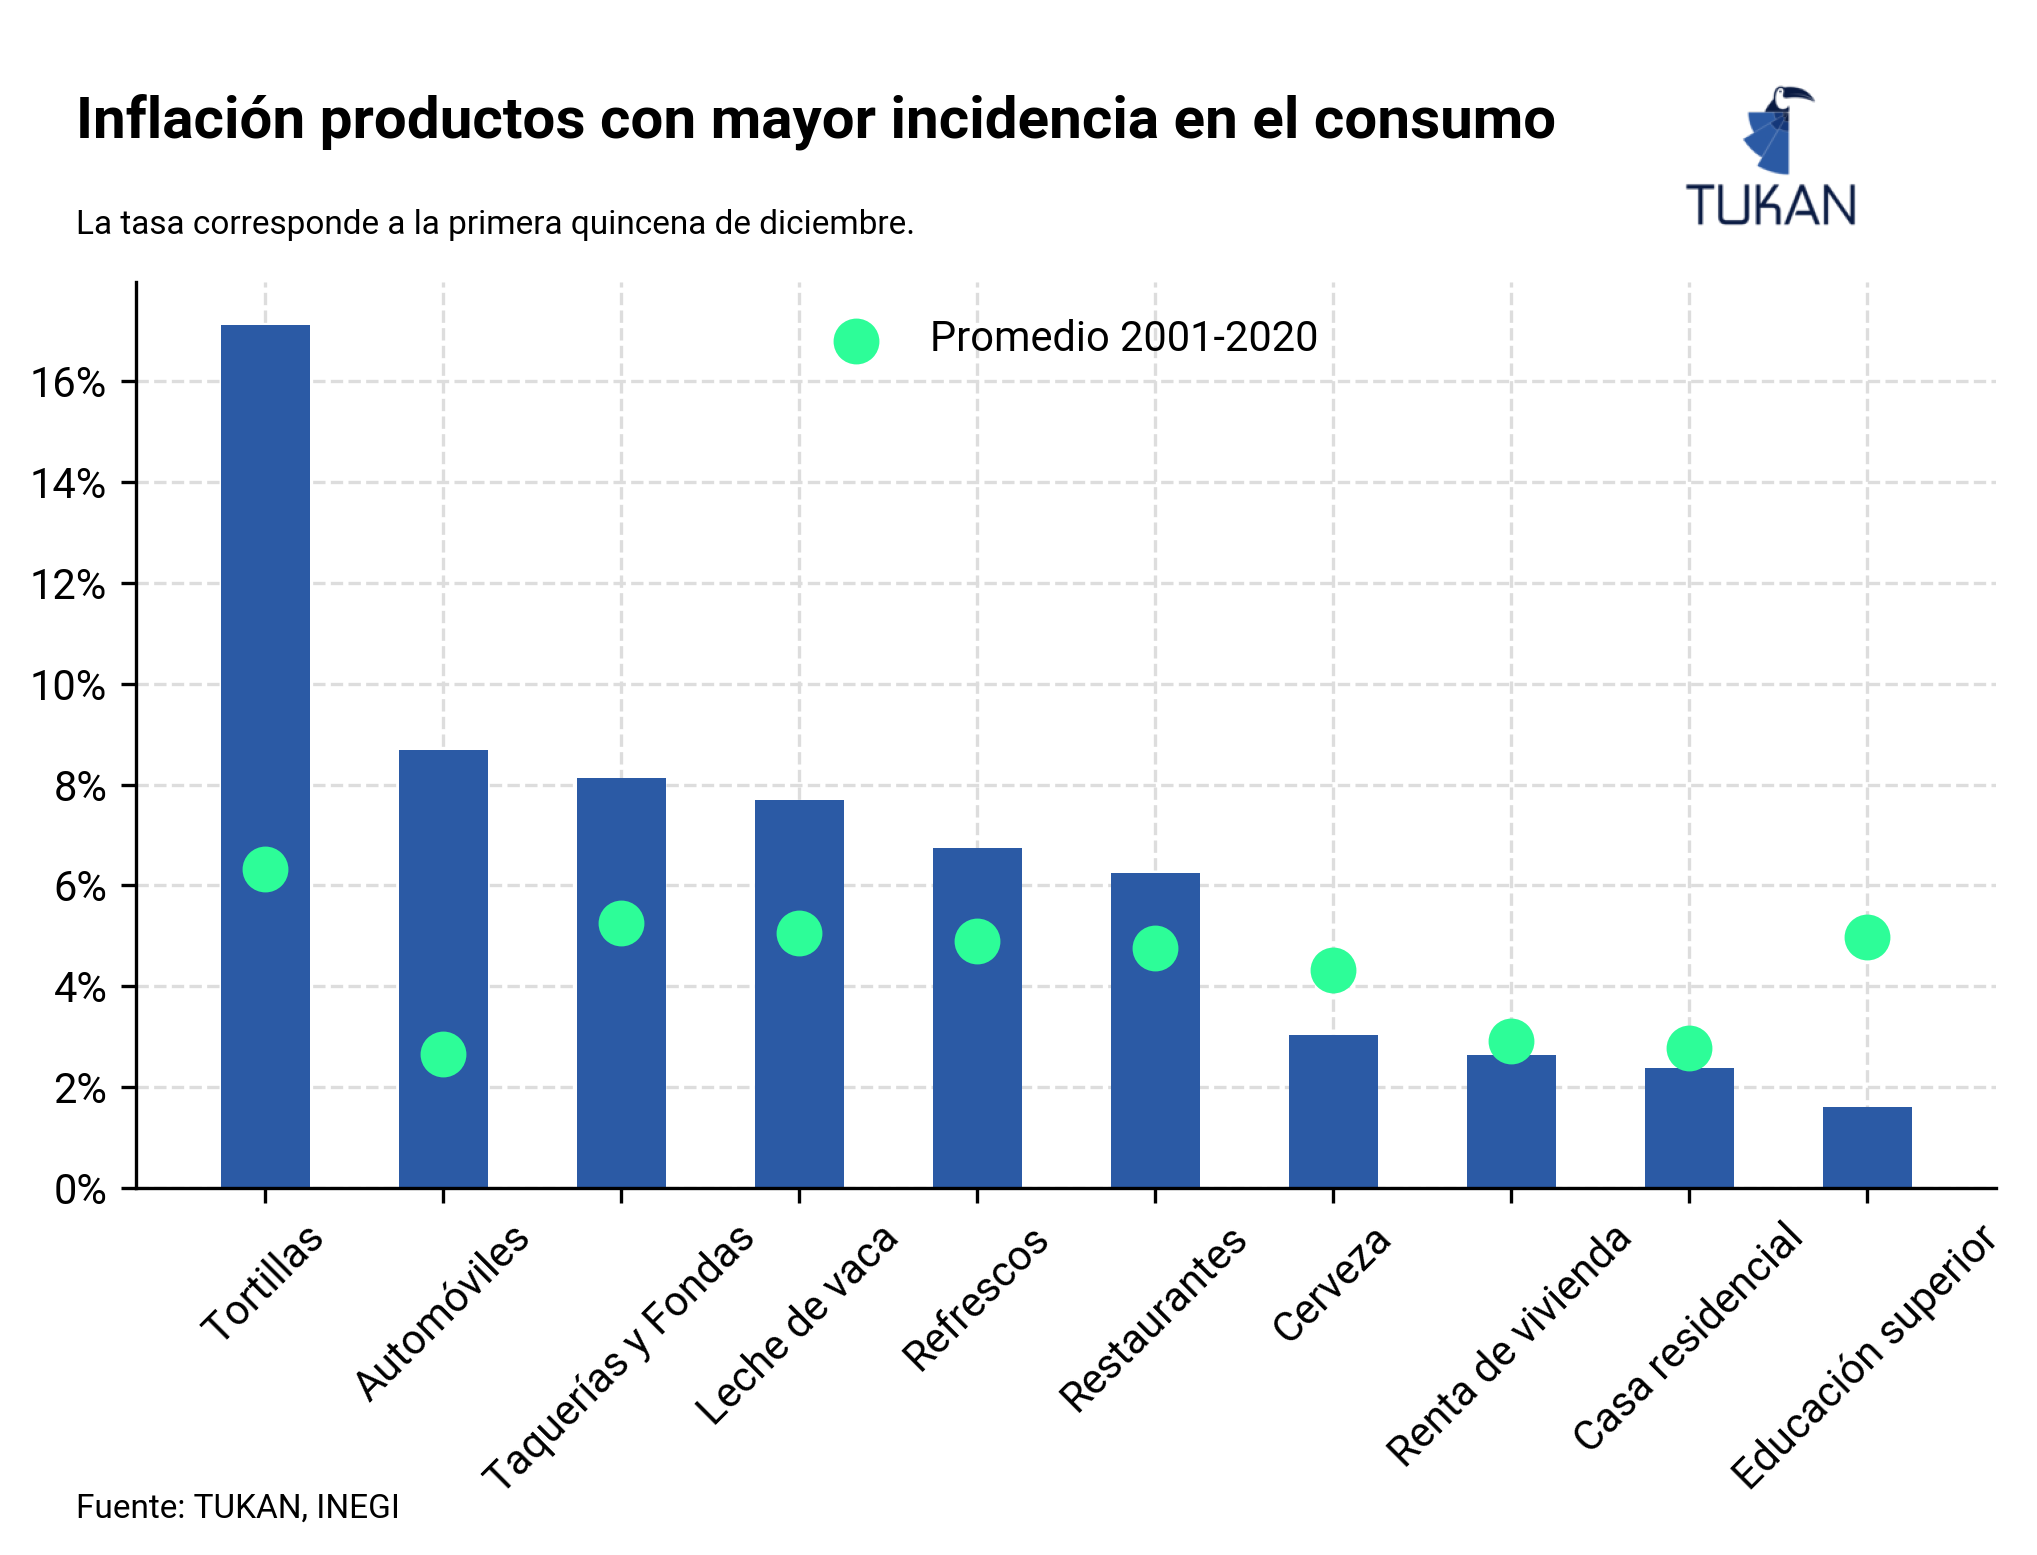 Inflación productos con mayor incidencia en el consumo
TUKAN
La tasa corresponde a la primera quincena de diciembre.
Promedio 2001-2020
16%
14%
12%
10%
8%
6%
4%
2%
0%
Tortillas
Automóviles
Taquerías y Fondas
Leche de vaca
Refrescos
Restaurantes
Cerveza
Renta de vivienda
Casa residencial
Educación superior
Fuente: TUKAN, INEGI